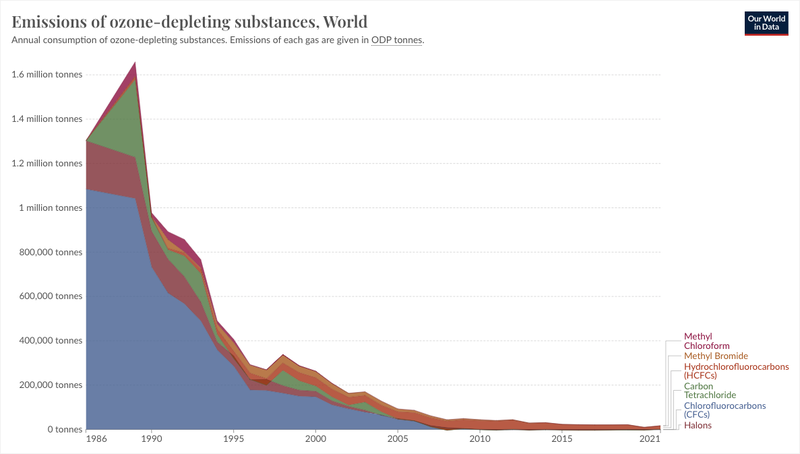 Emissions of ozone-depleting substances, World
Annual consumption of ozone-depleting substances. Emissions of each gas are given in ODP tonnes.
Our World
in Data
1.6 million tonnes
1.4 million tonnes
1.2 million tonnes
1 million tonnes
800,000 tonnes
600,000 tonnes
400,000 tonnes
200,000 tonnes
0 tonnes
1986
1990
1995
2000
2005
2010
2015
2021
Methyl
Chloroform
Methyl Bromide
Hydrochlorofluorocarbons
(HCFCs)
Carbon
Tetrachloride
Chlorofluorocarbons
(CFCs)
Halons